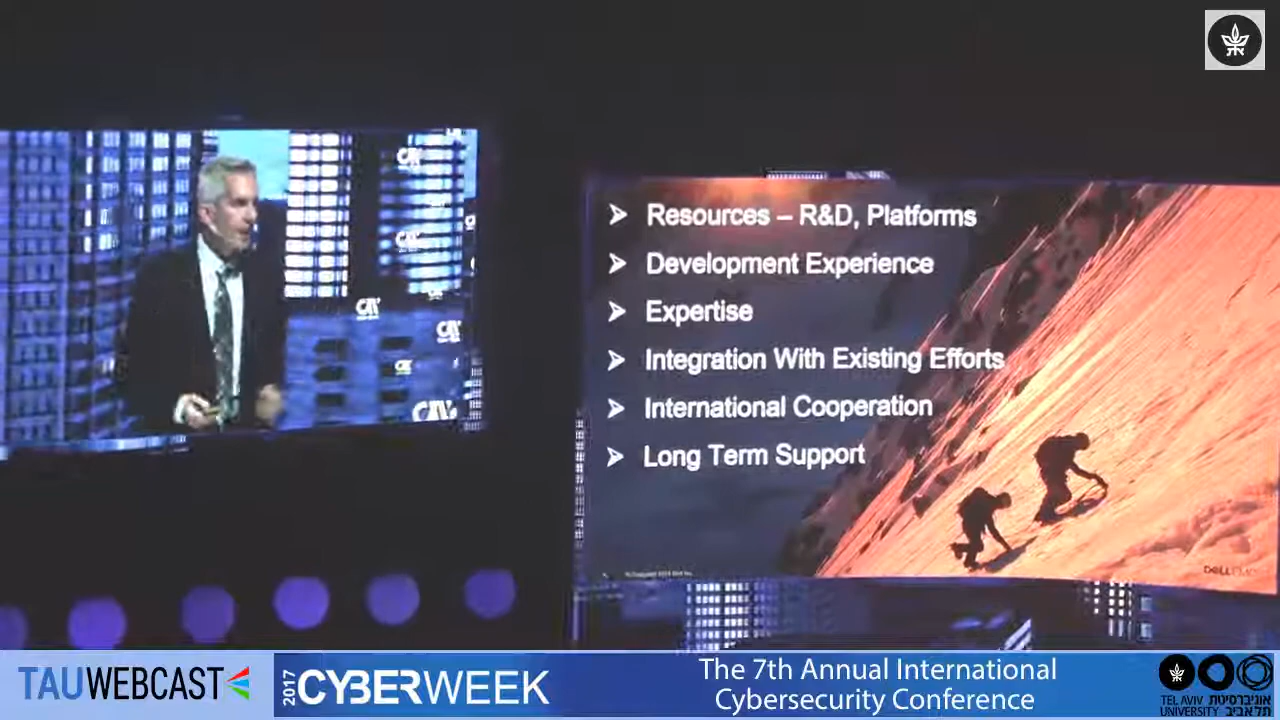 ➤ Resources – R&D, Platforms
➤ Development Experience
➤ Expertise
➤ Integration With Existing Efforts
➤ International Cooperation
➤ Long Term Support
TAUWEBCAST
2017 CYBERWEEK
The 7th Annual International
Cybersecurity Conference
TEL AVIV אוניברסיטת
UNIVERSITY תל אביב